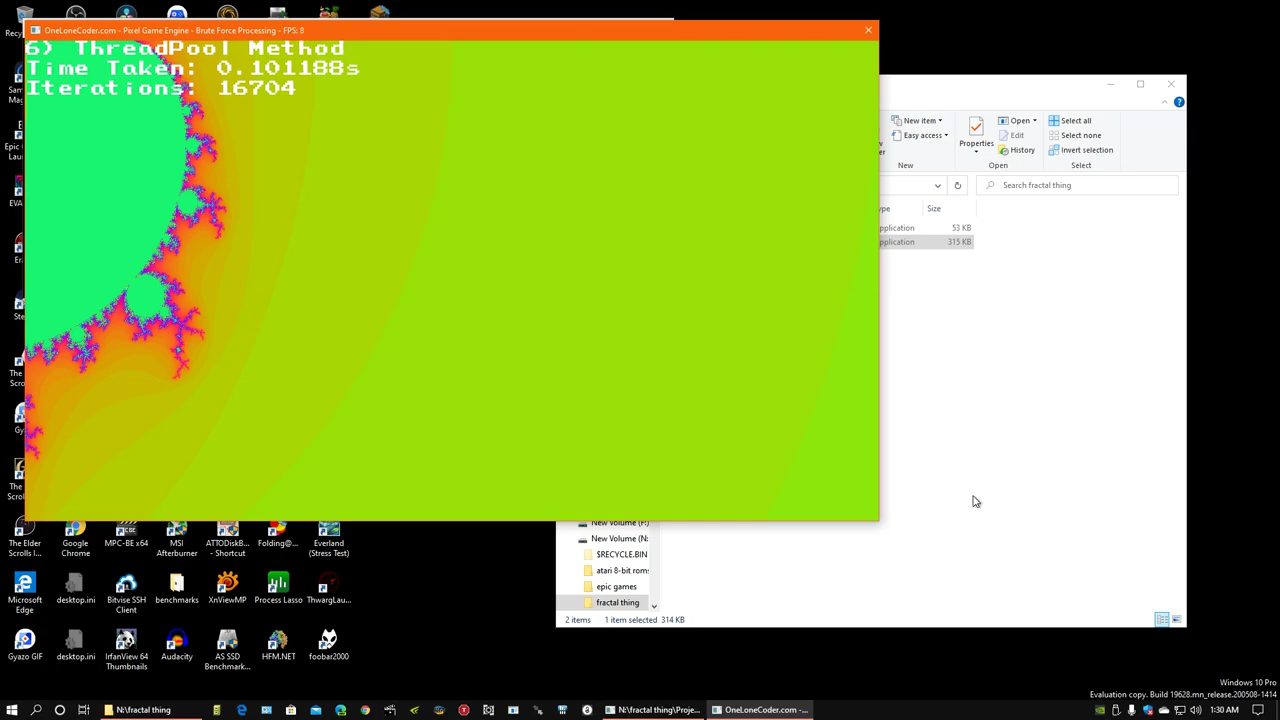 OneLoneCoder.com - Pixel Game Engine - Brute Force Processing - FPS: 8
6) ThreadPool Method
Time Taken: 0.101188s
Iterations: 16704
New item
Open
Select all
Easy access
Edit
Select none
Properties
History
Invert selection
New
Open
Select
Search fractal thing
Size
53 KB
315 KB
New Volume (F:)
New Volume (N:
$RECYCLE.BIN
atari 8-bit roms
epic games
fractal thing
2 items
1 item selected 314 KB
The Elder Scrolls I...
Google Chrome
MPC-BE x64
MSI Afterburner
ATTODiskB... - Shortcut
Folding@...
Everland (Stress Test)
Microsoft Edge
desktop.ini
Bitvise SSH Client
benchmarks
XnViewMP
Process Lasso
ThwargLau...
Gyazo GIF
desktop.ini
IrfanView 64 Thumbnails
Audacity
AS SSD Benchmark...
HFM.NET
foobar2000
Windows 10 Pro
Evaluation copy. Build 19628.mn_release.200508-1414
N:\fractal thing
N:\fractal thing\Proje...
OneLoneCoder.com -...
1:30 AM